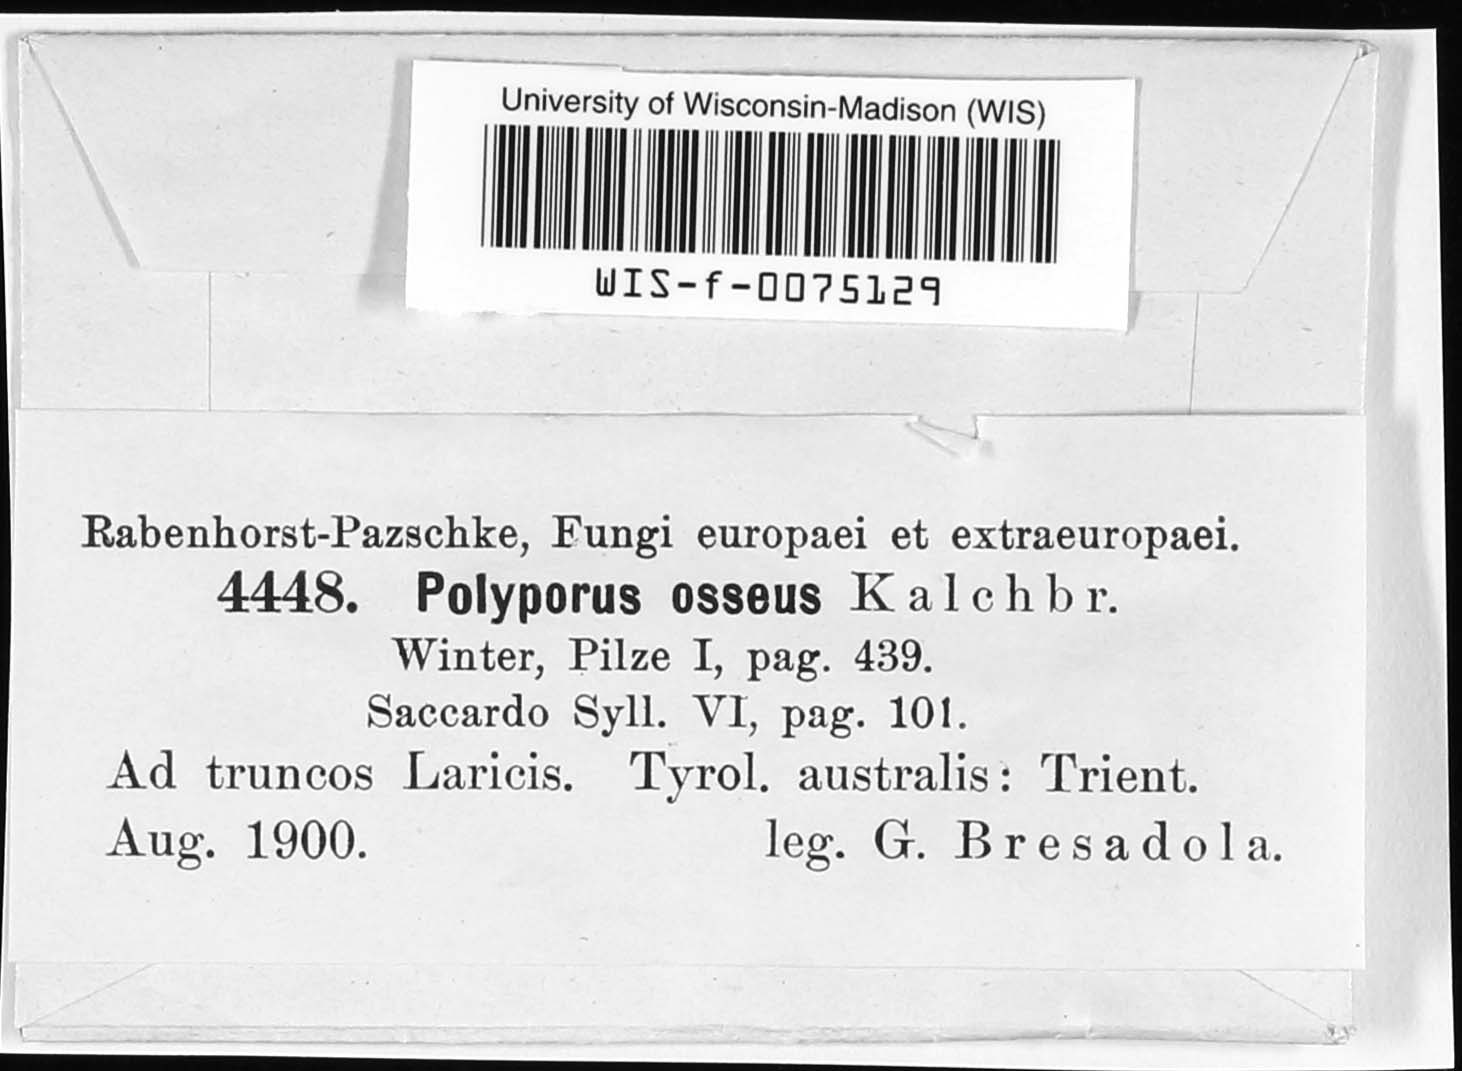 University of Wisconsin-Madison (WIS)
WIS-f-0075129
Rabenhorst-Pazschke, Fungi europaei et extraeuropaei.
4448. Polyporus osseus Kalchbr.
Winter, Pilze I, pag. 439.
Saccardo Syll. VI, pag. 101.
Ad truncos Laricis. Tyrol. australis: Trient.
Aug. 1900. leg. G. Bresadola.